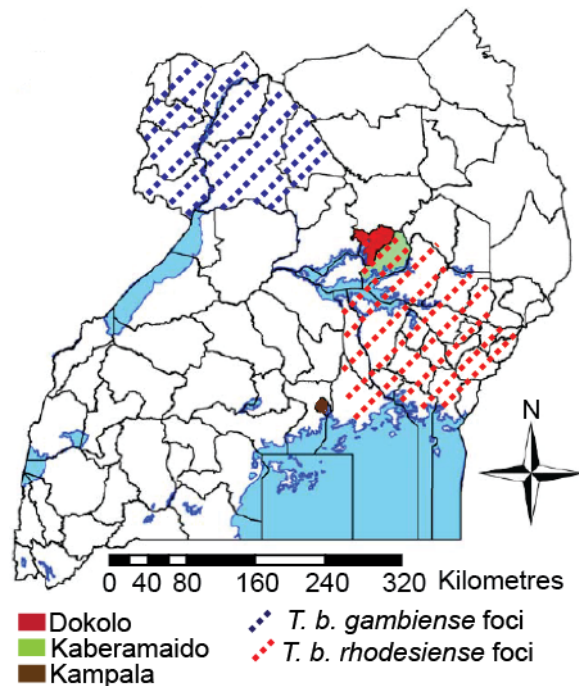 N
0 40 80 160 240 320 Kilometres
Dokolo
Kaberamaido
Kampala
T. b. gambiense foci
T. b. rhodesiense foci